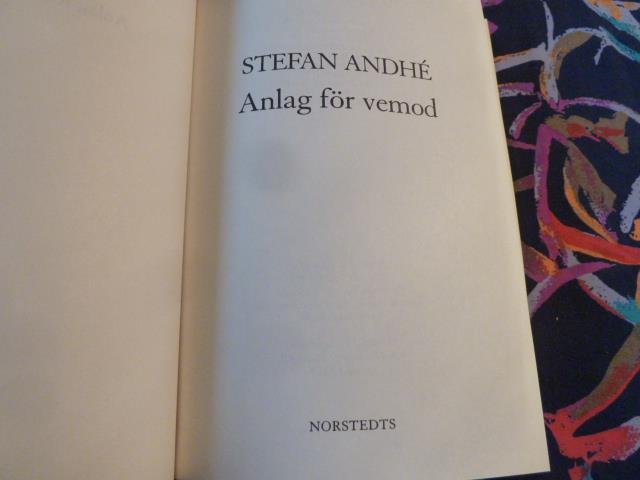 STEFAN ANDHÉ
Anlag för vemod
NORSTEDTS